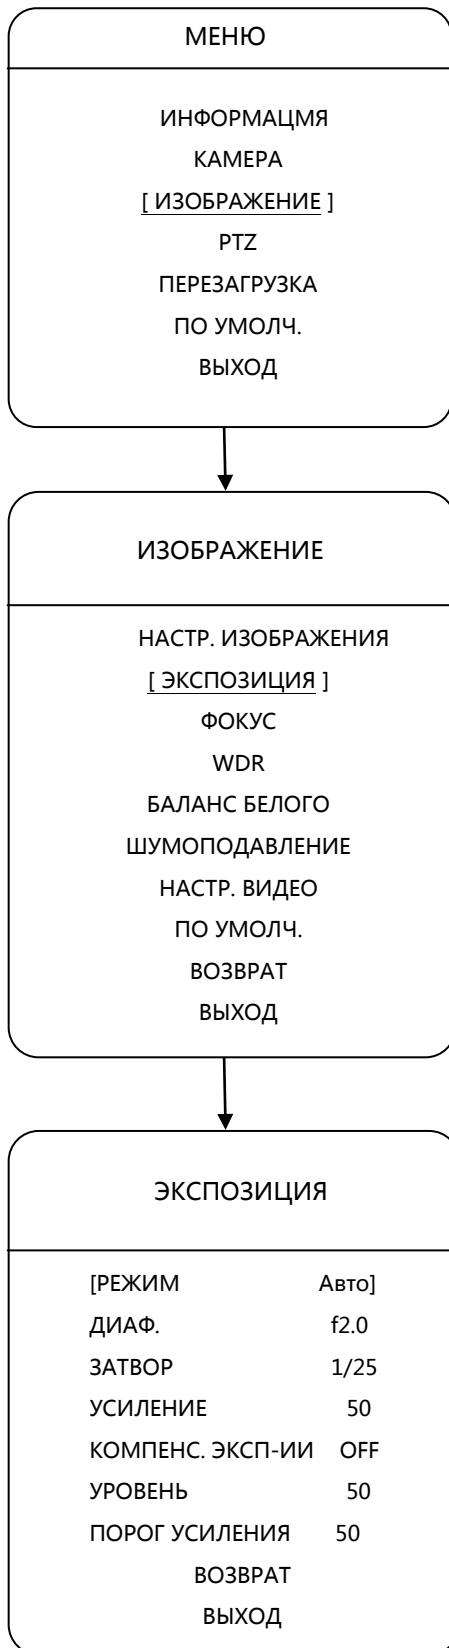 МЕНЮ
ИНФОРМАЦМЯ
КАМЕРА
[ ИЗОБРАЖЕНИЕ ]
PTZ
ПЕРЕЗАГРУЗКА
ПО УМОЛЧ.
ВЫХОД
ИЗОБРАЖЕНИЕ
НАСТР. ИЗОБРАЖЕНИЯ
[ ЭКСПОЗИЦИЯ ]
ФОКУС
WDR
БАЛАНС БЕЛОГО
ШУМОПОДАВЛЕНИЕ
НАСТР. ВИДЕО
ПО УМОЛЧ.
ВОЗВРАТ
ВЫХОД
ЭКСПОЗИЦИЯ
[РЕЖИМ Авто]
ДИАФ. f2.0
ЗАТВОР 1/25
УСИЛЕНИЕ 50
КОМПЕНС. ЭКСП-ИИ OFF
УРОВЕНЬ 50
ПОРОГ УСИЛЕНИЯ 50
ВОЗВРАТ
ВЫХОД